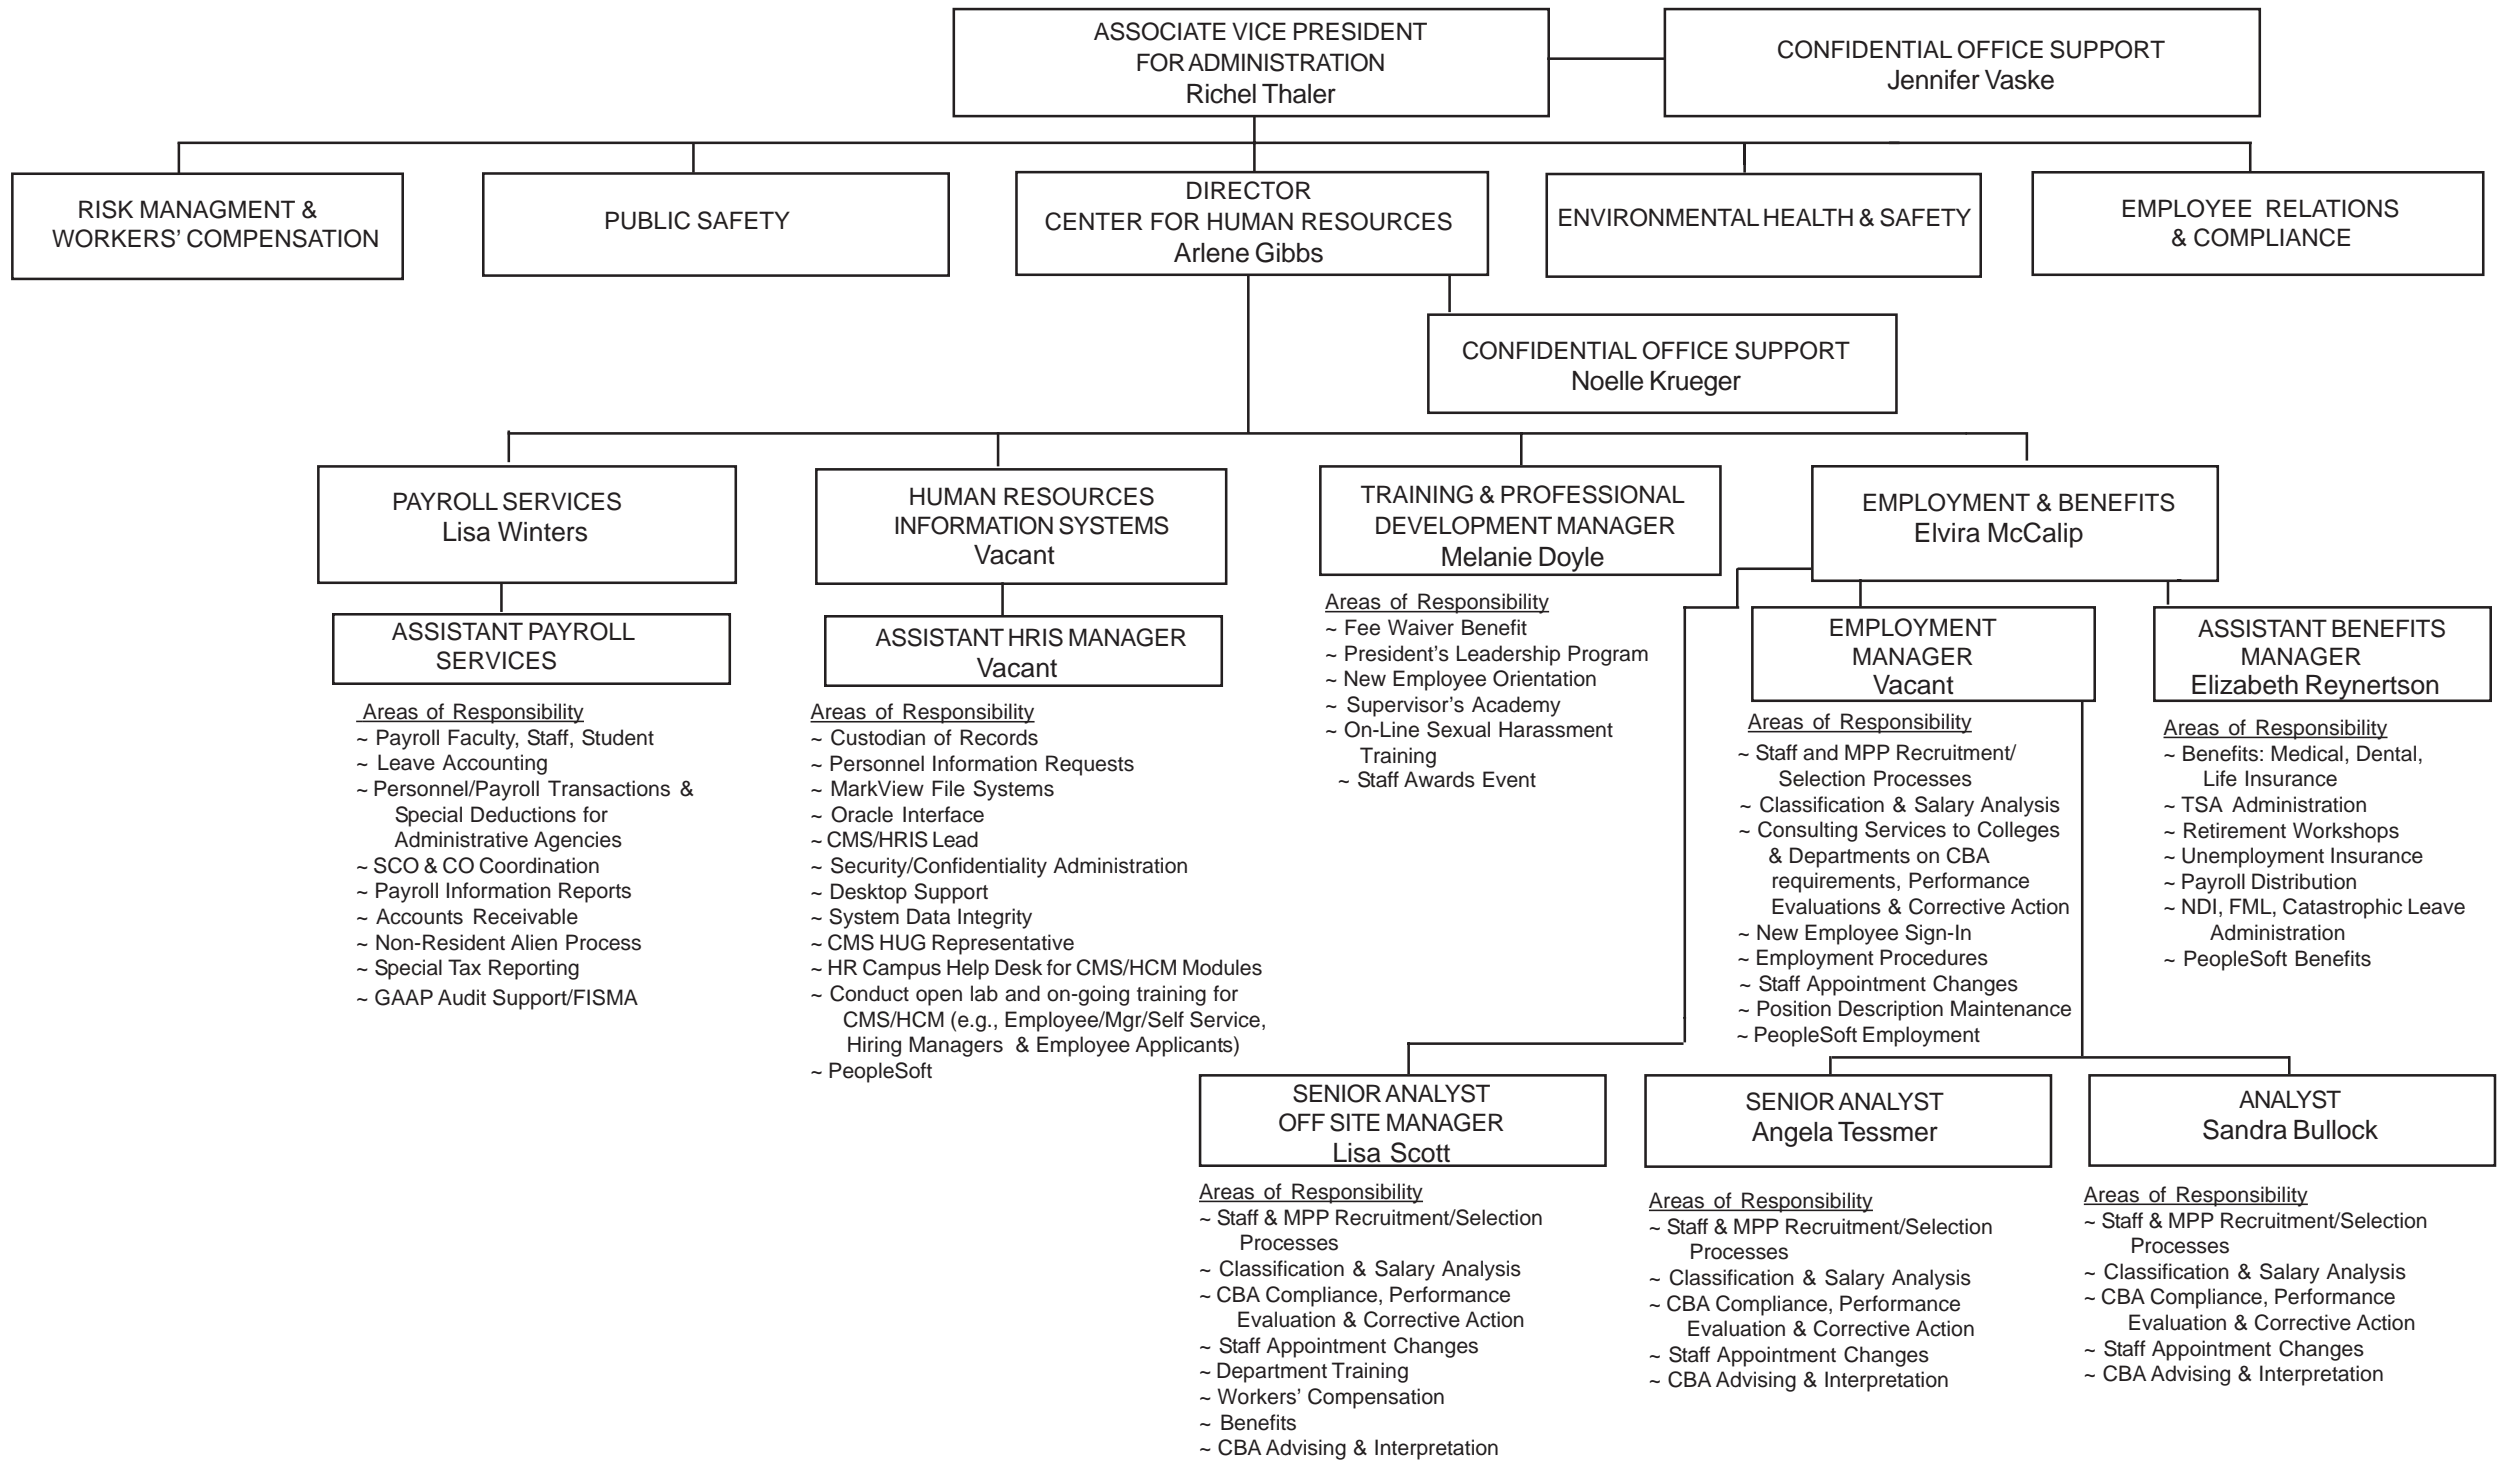 ASSOCIATE VICE PRESIDENT
FOR ADMINISTRATION
Richel Thaler
CONFIDENTIAL OFFICE SUPPORT
Jennifer Vaske
RISK MANAGMENT &
WORKERS' COMPENSATION
PUBLIC SAFETY
DIRECTOR
CENTER FOR HUMAN RESOURCES
Arlene Gibbs
ENVIRONMENTAL HEALTH & SAFETY
EMPLOYEE RELATIONS
& COMPLIANCE
CONFIDENTIAL OFFICE SUPPORT
Noelle Krueger
PAYROLL SERVICES
Lisa Winters
HUMAN RESOURCES
INFORMATION SYSTEMS
Vacant
TRAINING & PROFESSIONAL
DEVELOPMENT MANAGER
Melanie Doyle
EMPLOYMENT & BENEFITS
Elvira McCalip
ASSISTANT PAYROLL
SERVICES
Areas of Responsibility
~ Payroll Faculty, Staff, Student
~ Leave Accounting
~ Personnel/Payroll Transactions &
Special Deductions for
Administrative Agencies
~ SCO & CO Coordination
~ Payroll Information Reports
~ Accounts Receivable
~ Non-Resident Alien Process
~ Special Tax Reporting
~ GAAP Audit Support/FISMA
ASSISTANT HRIS MANAGER
Vacant
Areas of Responsibility
~ Custodian of Records
~ Personnel Information Requests
~ MarkView File Systems
~ Oracle Interface
~ CMS/HRIS Lead
~ Security/Confidentiality Administration
~ Desktop Support
~ System Data Integrity
~ CMS HUG Representative
~ HR Campus Help Desk for CMS/HCM Modules
~ Conduct open lab and on-going training for
CMS/HCM (e.g., Employee/Mgr/Self Service,
Hiring Managers & Employee Applicants)
~ PeopleSoft
Areas of Responsibility
~ Fee Waiver Benefit
~ President's Leadership Program
~ New Employee Orientation
~ Supervisor's Academy
~ On-Line Sexual Harassment
Training
~ Staff Awards Event
EMPLOYMENT
MANAGER
Vacant
Areas of Responsibility
~ Staff and MPP Recruitment/
Selection Processes
~ Classification & Salary Analysis
~ Consulting Services to Colleges
& Departments on CBA
requirements, Performance
Evaluations & Corrective Action
~ New Employee Sign-In
~ Employment Procedures
~ Staff Appointment Changes
~ Position Description Maintenance
~ PeopleSoft Employment
ASSISTANT BENEFITS
MANAGER
Elizabeth Reynertson
Areas of Responsibility
~ Benefits: Medical, Dental,
Life Insurance
~ TSA Administration
~ Retirement Workshops
~ Unemployment Insurance
~ Payroll Distribution
~ NDI, FML, Catastrophic Leave
Administration
~ PeopleSoft Benefits
SENIOR ANALYST
OFF SITE MANAGER
Lisa Scott
Areas of Responsibility
~ Staff & MPP Recruitment/Selection
Processes
~ Classification & Salary Analysis
~ CBA Compliance, Performance
Evaluation & Corrective Action
~ Staff Appointment Changes
~ Department Training
~ Workers' Compensation
~ Benefits
~ CBA Advising & Interpretation
SENIOR ANALYST
Angela Tessmer
Areas of Responsibility
~ Staff & MPP Recruitment/Selection
Processes
~ Classification & Salary Analysis
~ CBA Compliance, Performance
Evaluation & Corrective Action
~ Staff Appointment Changes
~ CBA Advising & Interpretation
ANALYST
Sandra Bullock
Areas of Responsibility
~ Staff & MPP Recruitment/Selection
Processes
~ Classification & Salary Analysis
~ CBA Compliance, Performance
Evaluation & Corrective Action
~ Staff Appointment Changes
~ CBA Advising & Interpretation